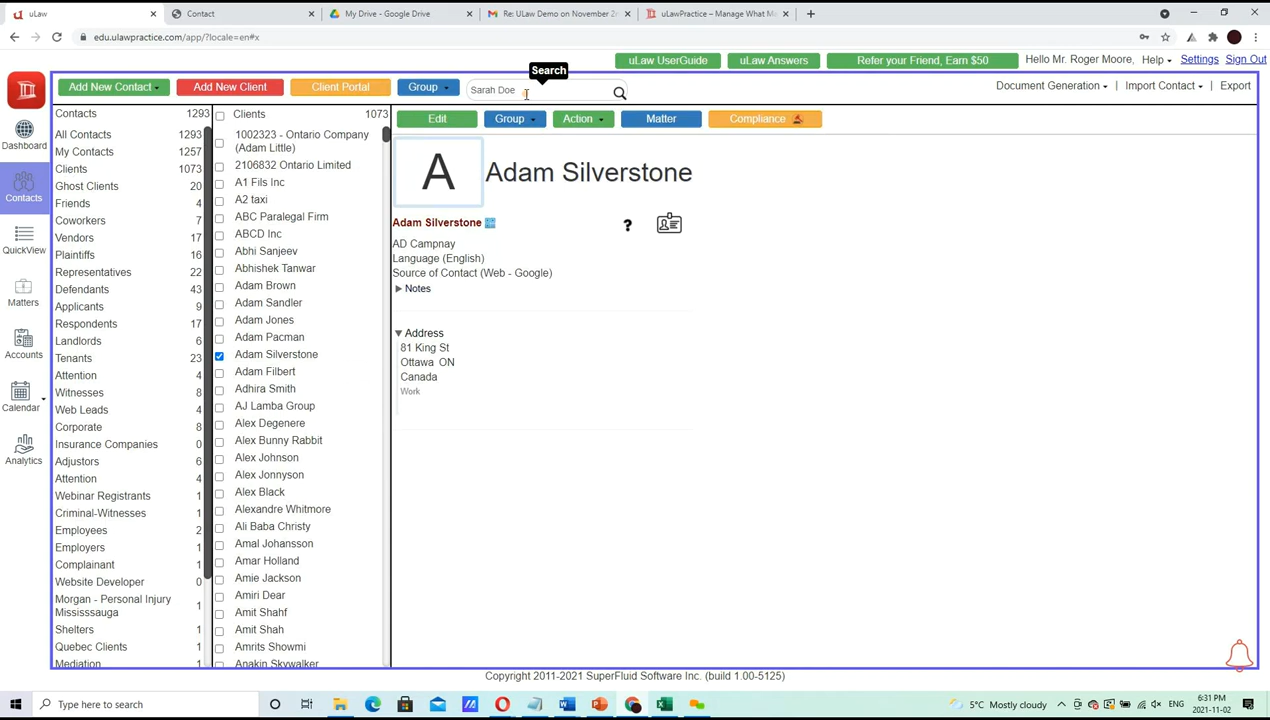 uLaw
Contact
My Drive - Google Drive
Re: ULaw Demo on November 2
uLawPractice – Manage What M
edu.ulawpractice.com/app/?locale=en#x
uLaw UserGuide
uLaw Answers
Refer your Friend, Earn $50
Hello Mr. Roger Moore,
Help
Settings
Sign Out
Search
Add New Contact
Add New Client
Client Portal
Group
Sarah Doe
Document Generation
Import Contact
Export
Dashboard
Contacts
QuickView
Matters
Accounts
Calendar
Analytics
Contacts 1293
All Contacts 1293
My Contacts 1257
Clients 1073
Ghost Clients 20
Friends 4
Coworkers 7
Vendors 17
Plaintiffs 16
Representatives 22
Defendants 43
Applicants 9
Respondents 17
Landlords 6
Tenants 23
Attention 4
Witnesses 8
Web Leads 4
Corporate 8
Insurance Companies 0
Adjustors 6
Attention 4
Webinar Registrants 1
Criminal-Witnesses 1
Employees 2
Employers 1
Complainant 1
Website Developer 0
Morgan - Personal Injury
Mississsauga 1
Shelters 1
Quebec Clients 1
Mediation 1
Clients 1073
1002323 - Ontario Company
(Adam Little)
2106832 Ontario Limited
A1 Fils Inc
A2 taxi
ABC Paralegal Firm
ABCD Inc
Abhi Sanjeev
Abhishek Tanwar
Adam Brown
Adam Sandler
Adam Jones
Adam Pacman
Adam Silverstone
Adam Filbert
Adhira Smith
AJ Lamba Group
Alex Degenere
Alex Bunny Rabbit
Alex Johnson
Alex Jonnyson
Alex Black
Alexandre Whitmore
Ali Baba Christy
Amal Johansson
Amar Holland
Amie Jackson
Amiri Dear
Amit Shahf
Amit Shah
Amrits Showmi
Anakin Skywalker
Edit
Group
Action
Matter
Compliance
A
Adam Silverstone
Adam Silverstone
?
AD Campnay
Language (English)
Source of Contact (Web - Google)
Notes
Address
81 King St
Ottawa ON
Canada
Work
Copyright 2011-2021 SuperFluid Software Inc. (build 1.00-5125)
Type here to search
5°C Mostly cloudy
ENG
6:31 PM
2021-11-02